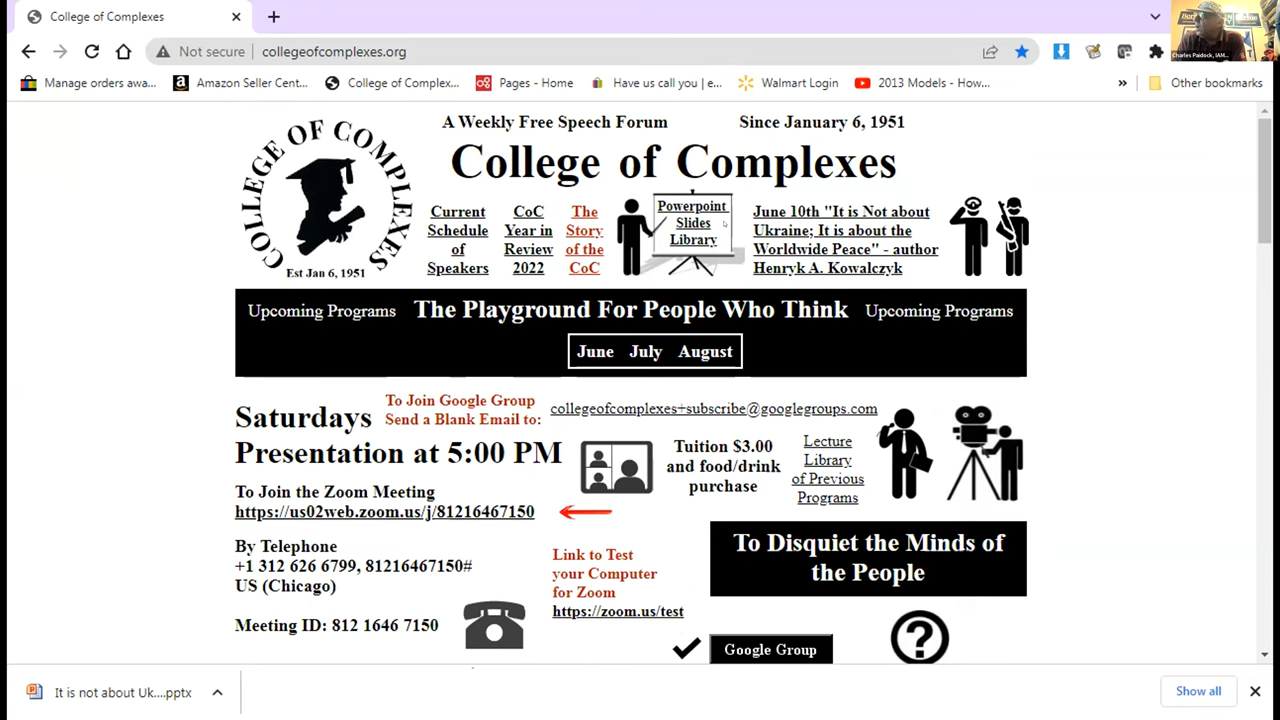 College of Complexes
Not secure
collegeofcomplexes.org
Charles Paidock, IAM...
Manage orders awa...
Amazon Seller Cent...
College of Complex...
Pages - Home
Have us call you | e...
Walmart Login
2013 Models - How...
»
Other bookmarks
COLLEGE OF COMPLEXES
Est Jan 6, 1951
A Weekly Free Speech Forum
Since January 6, 1951
College of Complexes
Current
Schedule
of
Speakers
CoC
Year in
Review
2022
The
Story
of the
CoC
Powerpoint
Slides
Library
June 10th "It is Not about
Ukraine; It is about the
Worldwide Peace" - author
Henryk A. Kowalczyk
Upcoming Programs
The Playground For People Who Think
Upcoming Programs
June July August
Saturdays
Presentation at 5:00 PM
To Join Google Group
Send a Blank Email to:
collegeofcomplexes+subscribe@googlegroups.com
Tuition $3.00
and food/drink
purchase
Lecture
Library
of Previous
Programs
To Join the Zoom Meeting
https://us02web.zoom.us/j/81216467150
By Telephone
+1 312 626 6799, 81216467150#
US (Chicago)
Meeting ID: 812 1646 7150
Link to Test
your Computer
for Zoom
https://zoom.us/test
To Disquiet the Minds of
the People
Google Group
It is not about Uk....pptx
Show all